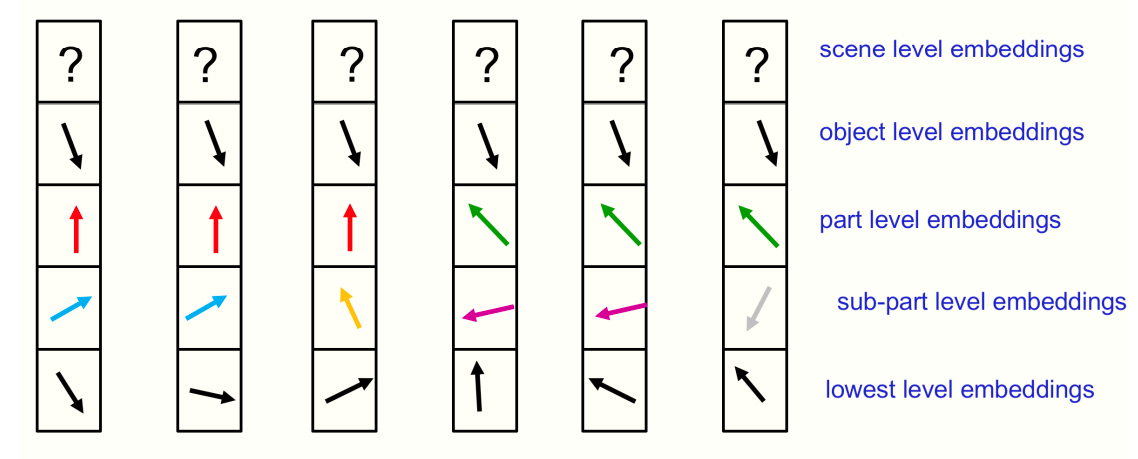 ? ? ? ? ? ? scene level embeddings
object level embeddings
part level embeddings
sub-part level embeddings
lowest level embeddings